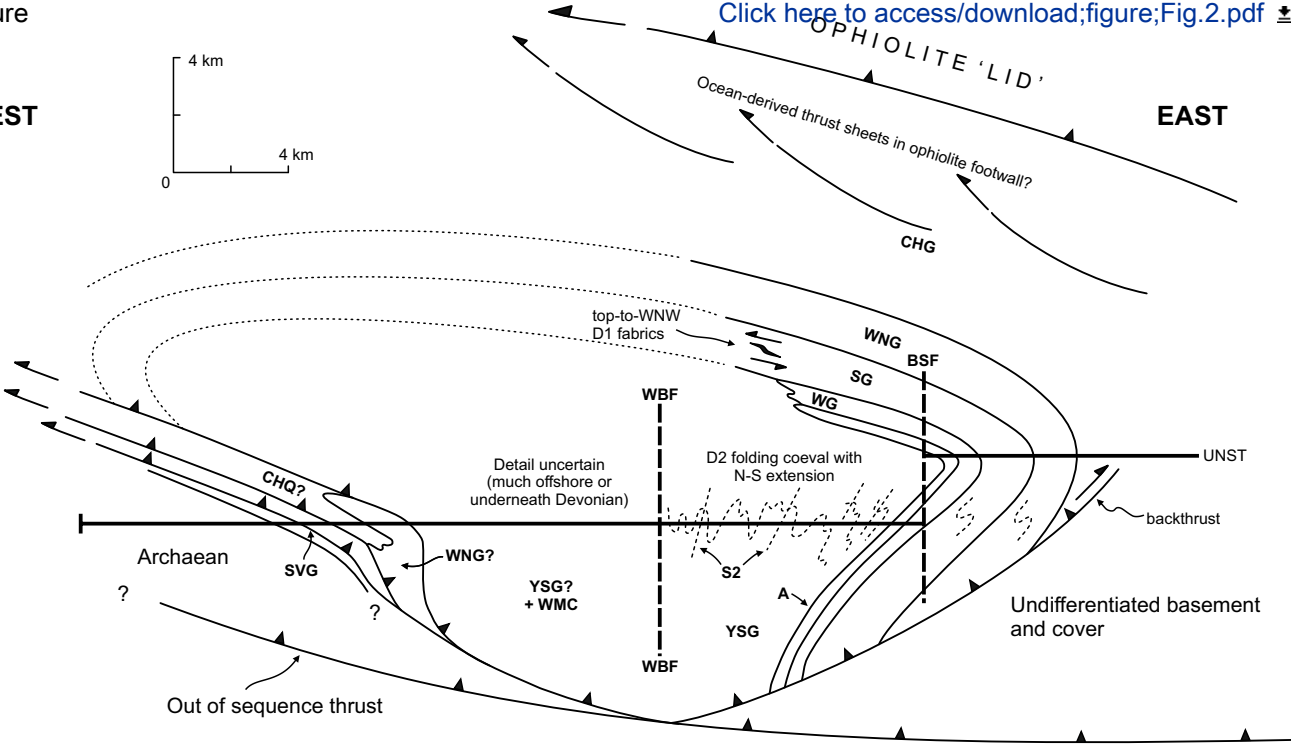 ure
Click here to access/download;figure;Fig.2.pdf
OPHIOLITE ‘LID’
4 km
EST
EAST
Ocean-derived thrust sheets in ophiolite footwall?
4 km
0
CHG
top-to-WNW
D1 fabrics
WNG
BSF
SG
WBF
WG
Detail uncertain
(much offshore or
underneath Devonian)
D2 folding coeval with
N-S extension
UNST
CHQ?
backthrust
Archaean
SVG
WNG?
S2
?
YSG?
+ WMC
A
?
YSG
Undifferentiated basement
and cover
WBF
Out of sequence thrust